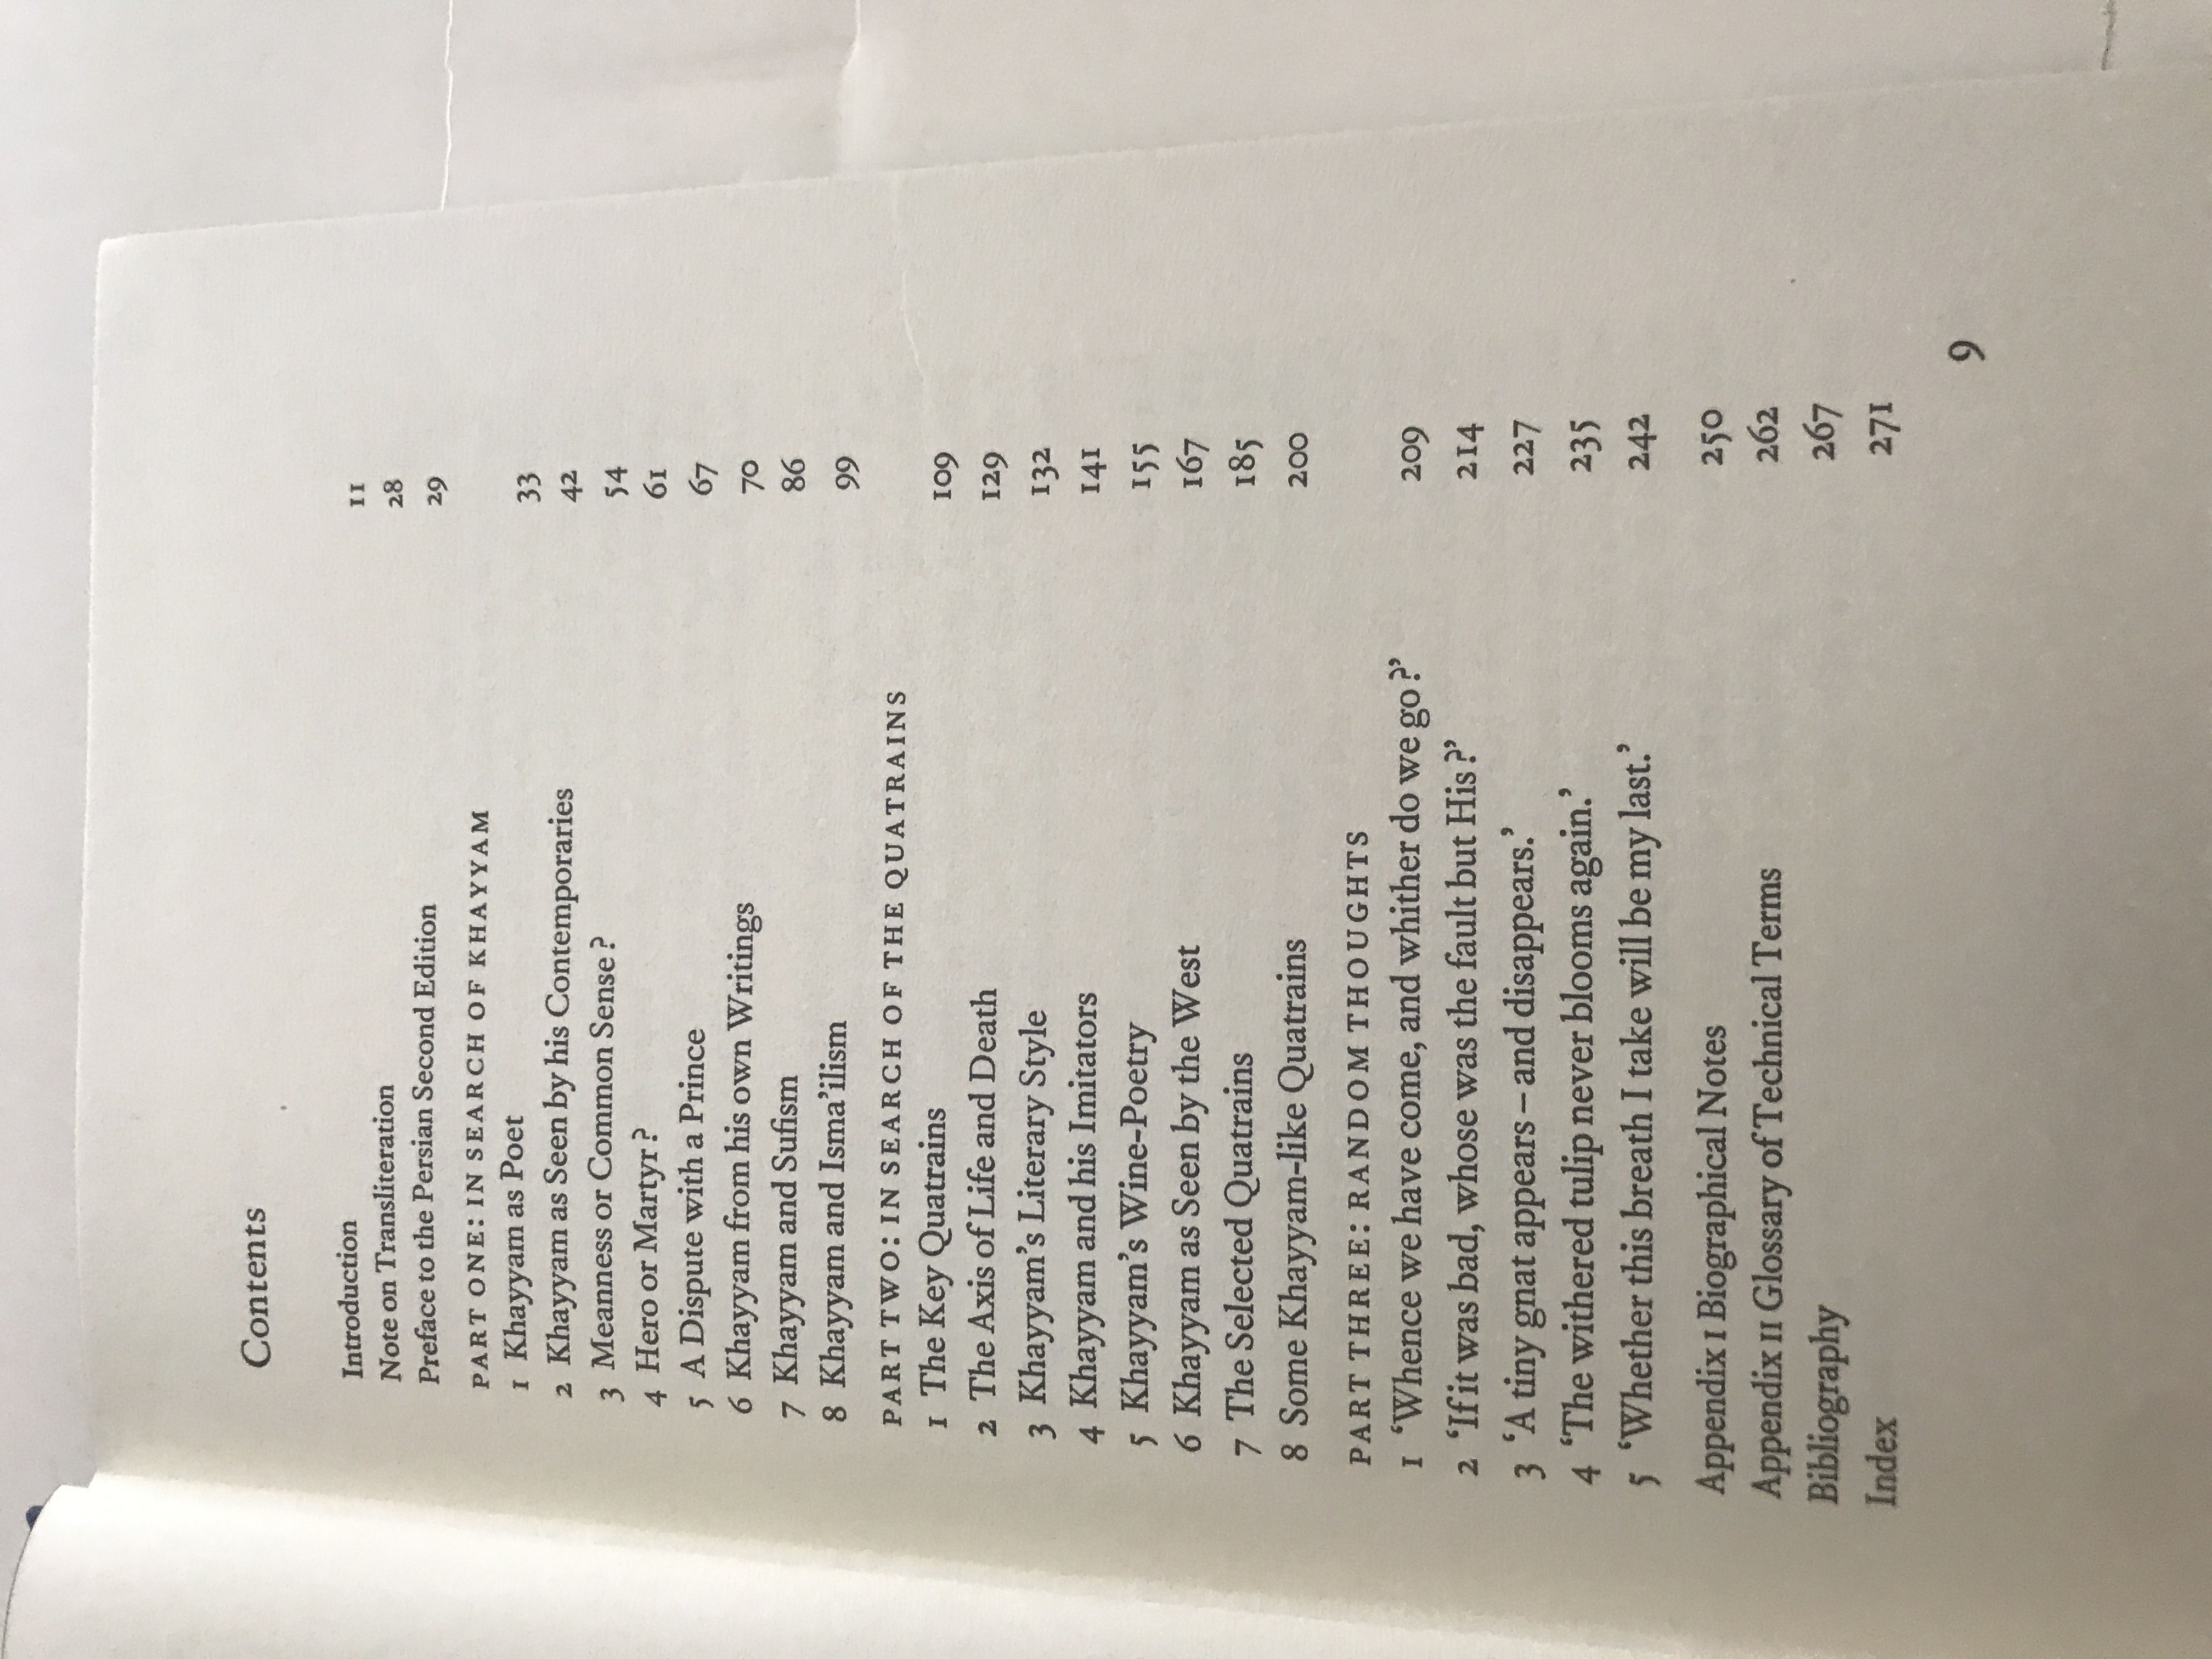 Contents
Introduction 11
Note on Transliteration 28
Preface to the Persian Second Edition 29
PART ONE: IN SEARCH OF KHAYYAM
1 Khayyam as Poet 33
2 Khayyam as Seen by his Contemporaries 42
3 Meanness or Common Sense? 54
4 Hero or Martyr? 61
5 A Dispute with a Prince 67
6 Khayyam from his own Writings 70
7 Khayyam and Sufism 86
8 Khayyam and Isma'ilism 99
PART TWO: IN SEARCH OF THE QUATRAINS
1 The Key Quatrains 109
2 The Axis of Life and Death 129
3 Khayyam's Literary Style 132
4 Khayyam and his Imitators 141
5 Khayyam's Wine-Poetry 155
6 Khayyam as Seen by the West 167
7 The Selected Quatrains 185
8 Some Khayyam-like Quatrains 200
PART THREE: RANDOM THOUGHTS
1 ‘Whence we have come, and whither do we go?’ 209
2 ‘If it was bad, whose was the fault but His?’ 214
3 ‘A tiny gnat appears – and disappears.’ 227
4 ‘The withered tulip never blooms again.’ 235
5 ‘Whether this breath I take will be my last.’ 242
Appendix I Biographical Notes 250
Appendix II Glossary of Technical Terms 262
Bibliography 267
Index 271
9